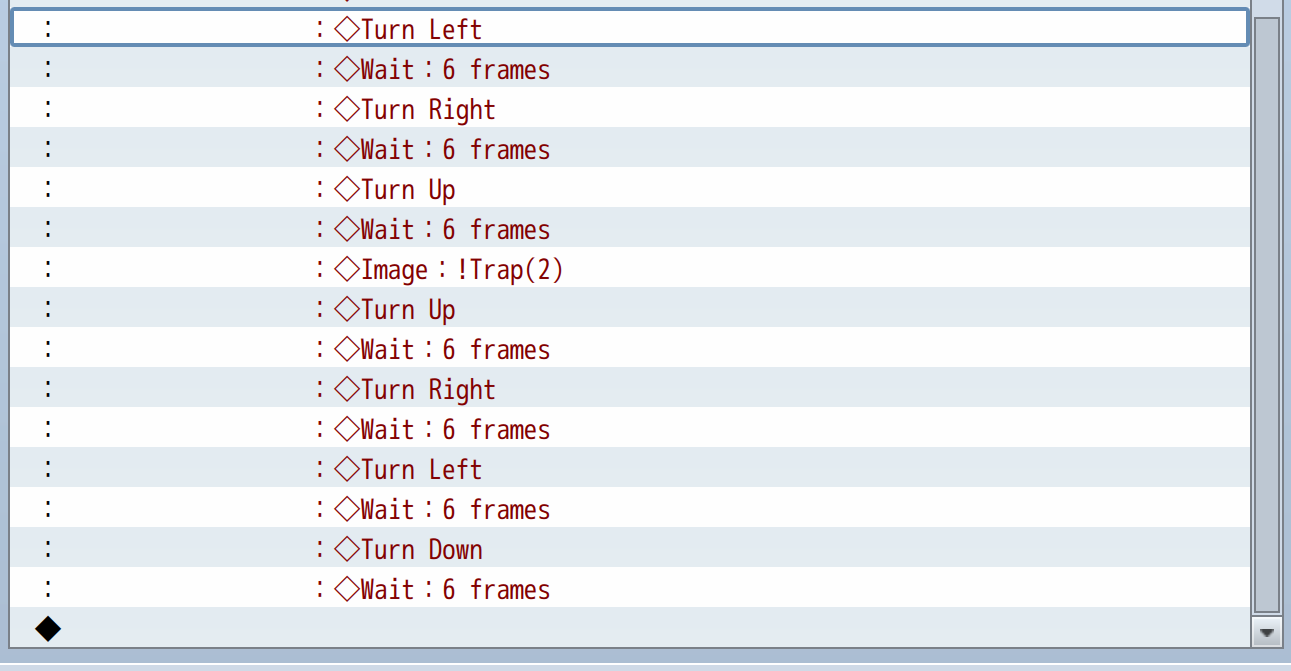 : : ◇Turn Left
: : ◇Wait：6 frames
: : ◇Turn Right
: : ◇Wait：6 frames
: : ◇Turn Up
: : ◇Wait：6 frames
: : ◇Image：!Trap(2)
: : ◇Turn Up
: : ◇Wait：6 frames
: : ◇Turn Right
: : ◇Wait：6 frames
: : ◇Turn Left
: : ◇Wait：6 frames
: : ◇Turn Down
: : ◇Wait：6 frames
◆